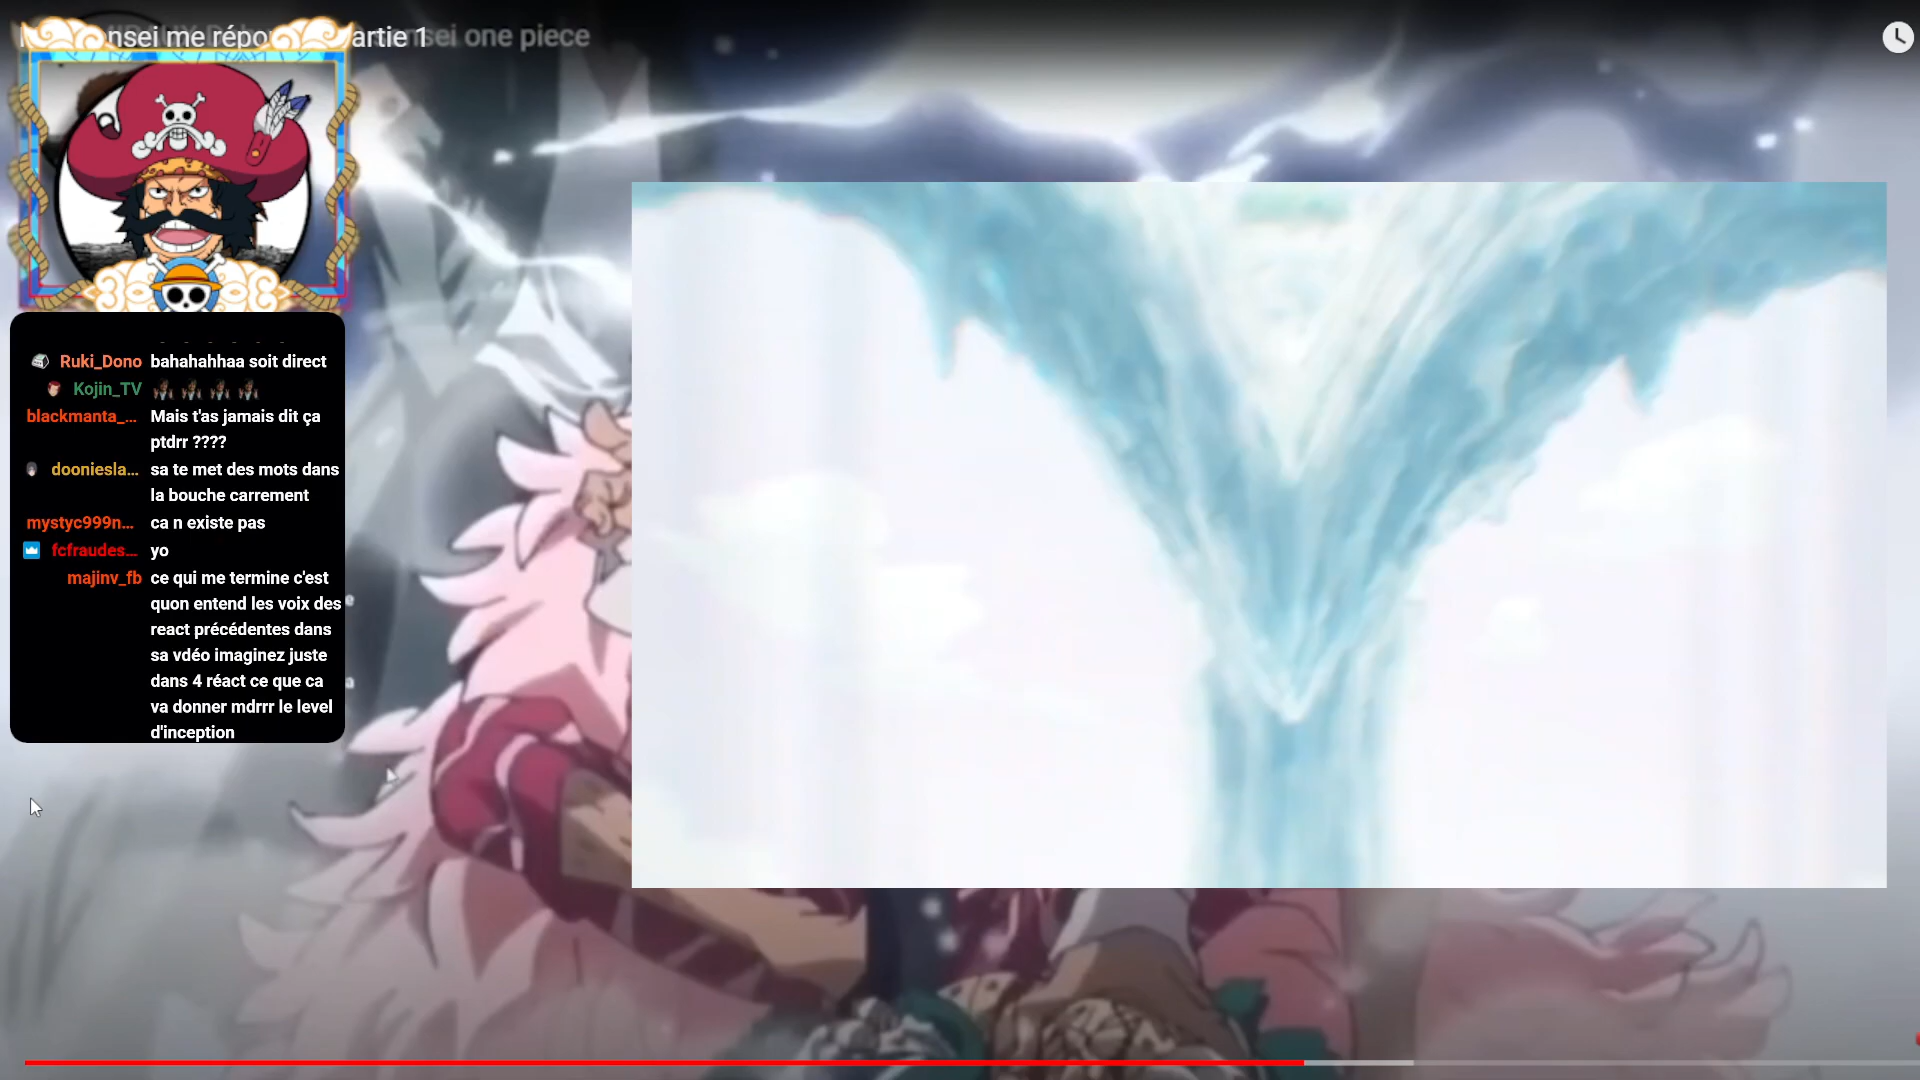 nsei me répo artie 1 nsei one piece
Ruki_Dono bahahahhaa soit direct
Kojin_TV
blackmanta_... Mais t'as jamais dit ça
ptdrr ????
dooniesla... sa te met des mots dans
la bouche carrement
mystyc999n... ca n existe pas
fcfraudes... yo
majinv_fb ce qui me termine c'est
quon entend les voix des
react précédentes dans
sa vdéo imaginez juste
dans 4 réact ce que ca
va donner mdrrr le level
d'inception